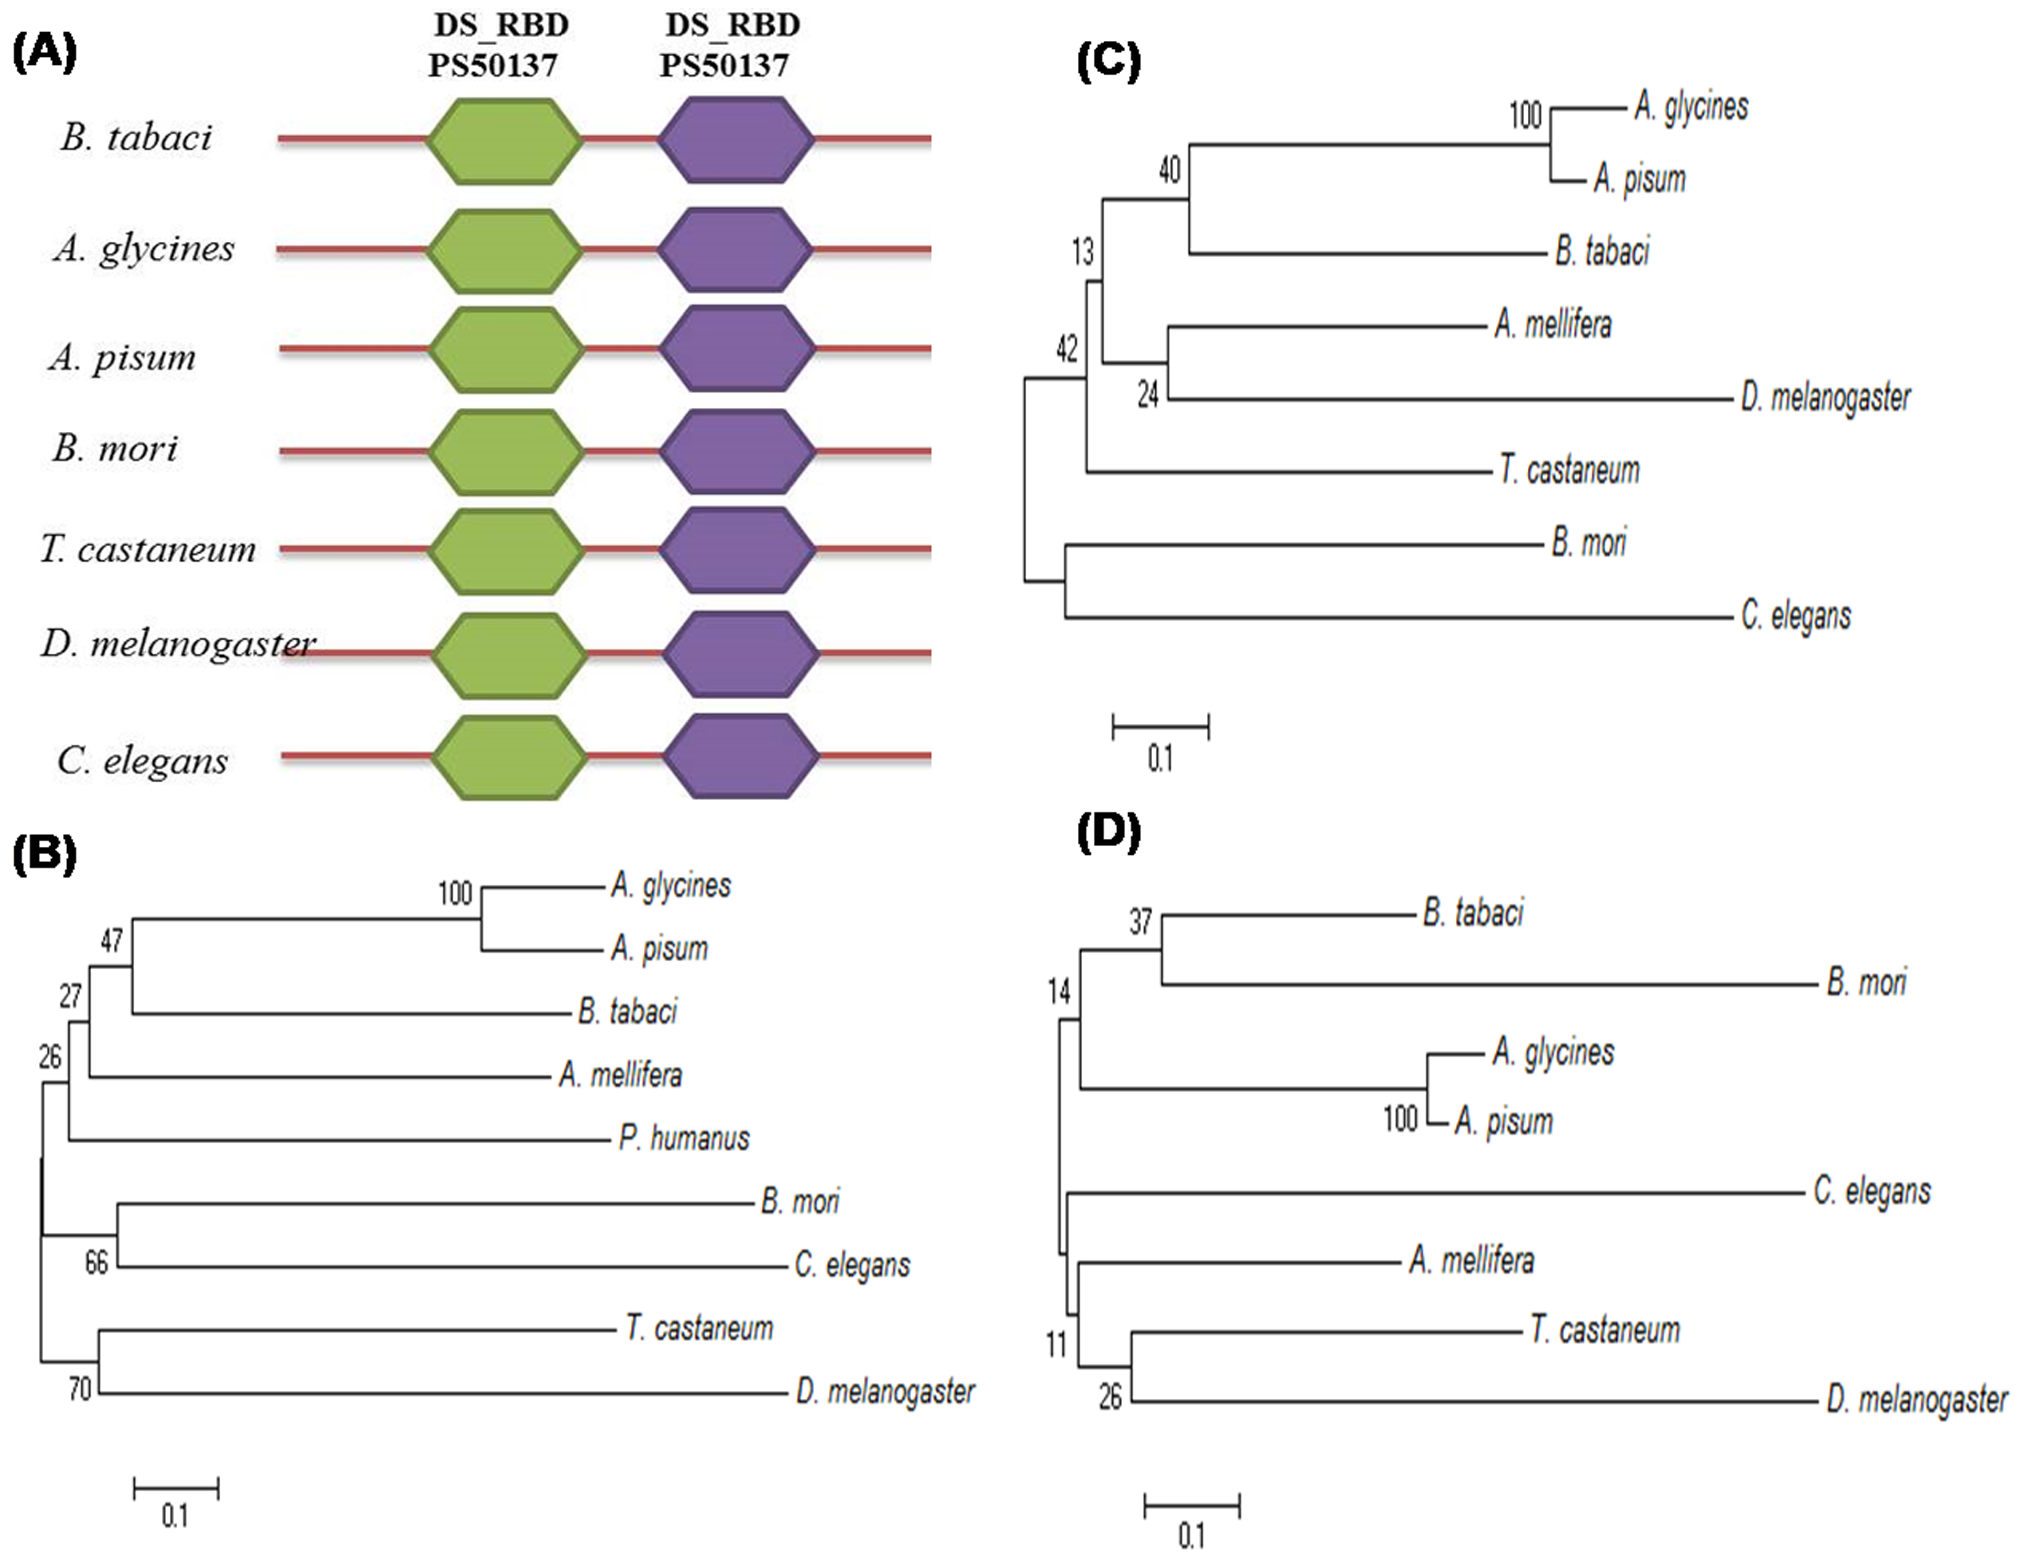 (A)
DS_RBD DS_RBD
PS50137 PS50137
B. tabaci
A. glycines
A. pisum
B. mori
T. castaneum
D. melanogaster
C. elegans
(B)
100
A. glycines
47
A. pisum
27
B. tabaci
26
A. mellifera
P. humanus
B. mori
66
C. elegans
T. castaneum
70
D. melanogaster
0.1
(C)
100
A. glycines
40
A. pisum
13
B. tabaci
42
A. mellifera
24
D. melanogaster
T. castaneum
B. mori
C. elegans
0.1
(D)
37
B. tabaci
14
B. mori
A. glycines
100
A. pisum
C. elegans
A. mellifera
11
T. castaneum
26
D. melanogaster
0.1